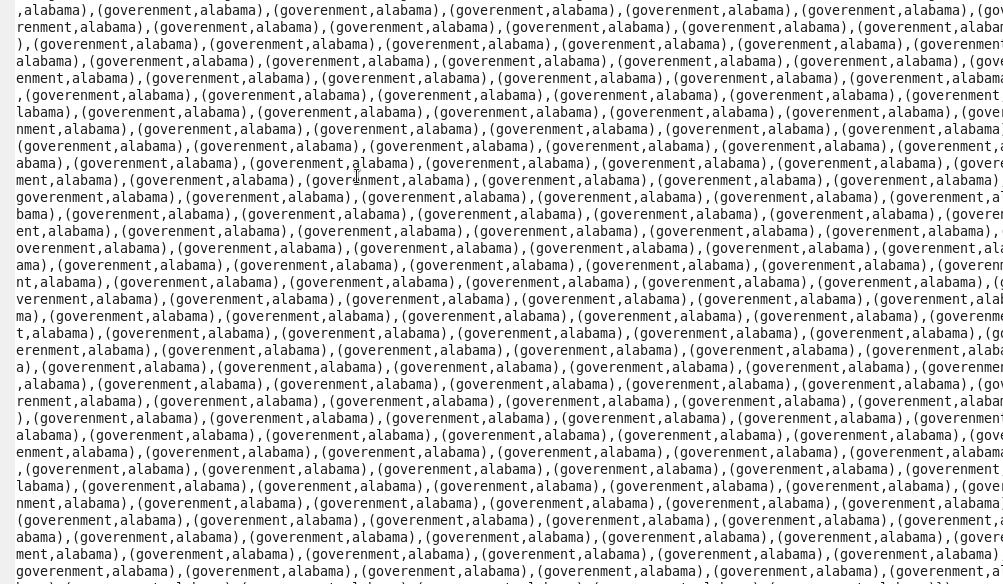 ,alabama),(goverenment,alabama),(goverenment,alabama),(goverenment,alabama),(goverenment,alabama),(goverenment,alabama),(gov
renment,alabama),(goverenment,alabama),(goverenment,alabama),(goverenment,alabama),(goverenment,alabama),(goverenment,alabam
),(goverenment,alabama),(goverenment,alabama),(goverenment,alabama),(goverenment,alabama),(goverenment,alabama),(goverenment
alabama),(goverenment,alabama),(goverenment,alabama),(goverenment,alabama),(goverenment,alabama),(goverenment,alabama),(gove
enment,alabama),(goverenment,alabama),(goverenment,alabama),(goverenment,alabama),(goverenment,alabama),(goverenment,alabama
,(goverenment,alabama),(goverenment,alabama),(goverenment,alabama),(goverenment,alabama),(goverenment,alabama),(goverenment,
labama),(goverenment,alabama),(goverenment,alabama),(goverenment,alabama),(goverenment,alabama),(goverenment,alabama),(gover
nment,alabama),(goverenment,alabama),(goverenment,alabama),(goverenment,alabama),(goverenment,alabama),(goverenment,alabama)
(goverenment,alabama),(goverenment,alabama),(goverenment,alabama),(goverenment,alabama),(goverenment,alabama),(goverenment,a
abama),(goverenment,alabama),(goverenment,alabama),(goverenment,alabama),(goverenment,alabama),(goverenment,alabama),(govere
ment,alabama),(goverenment,alabama),(goverenment,alabama),(goverenment,alabama),(goverenment,alabama),(goverenment,alabama),
goverenment,alabama),(goverenment,alabama),(goverenment,alabama),(goverenment,alabama),(goverenment,alabama),(goverenment,al
bama),(goverenment,alabama),(goverenment,alabama),(goverenment,alabama),(goverenment,alabama),(goverenment,alabama),(goveren
ent,alabama),(goverenment,alabama),(goverenment,alabama),(goverenment,alabama),(goverenment,alabama),(goverenment,alabama),(
overenment,alabama),(goverenment,alabama),(goverenment,alabama),(goverenment,alabama),(goverenment,alabama),(goverenment,ala
ama),(goverenment,alabama),(goverenment,alabama),(goverenment,alabama),(goverenment,alabama),(goverenment,alabama),(goverenm
nt,alabama),(goverenment,alabama),(goverenment,alabama),(goverenment,alabama),(goverenment,alabama),(goverenment,alabama),(g
verenment,alabama),(goverenment,alabama),(goverenment,alabama),(goverenment,alabama),(goverenment,alabama),(goverenment,alab
ma),(goverenment,alabama),(goverenment,alabama),(goverenment,alabama),(goverenment,alabama),(goverenment,alabama),(goverenme
t,alabama),(goverenment,alabama),(goverenment,alabama),(goverenment,alabama),(goverenment,alabama),(goverenment,alabama),(go
erenment,alabama),(goverenment,alabama),(goverenment,alabama),(goverenment,alabama),(goverenment,alabama),(goverenment,alaba
a),(goverenment,alabama),(goverenment,alabama),(goverenment,alabama),(goverenment,alabama),(goverenment,alabama),(goverenmen
,alabama),(goverenment,alabama),(goverenment,alabama),(goverenment,alabama),(goverenment,alabama),(goverenment,alabama),(gov
renment,alabama),(goverenment,alabama),(goverenment,alabama),(goverenment,alabama),(goverenment,alabama),(goverenment,alabam
),(goverenment,alabama),(goverenment,alabama),(goverenment,alabama),(goverenment,alabama),(goverenment,alabama),(goverenment
alabama),(goverenment,alabama),(goverenment,alabama),(goverenment,alabama),(goverenment,alabama),(goverenment,alabama),(gove
enment,alabama),(goverenment,alabama),(goverenment,alabama),(goverenment,alabama),(goverenment,alabama),(goverenment,alabama
,(goverenment,alabama),(goverenment,alabama),(goverenment,alabama),(goverenment,alabama),(goverenment,alabama),(goverenment,
labama),(goverenment,alabama),(goverenment,alabama),(goverenment,alabama),(goverenment,alabama),(goverenment,alabama),(gover
nment,alabama),(goverenment,alabama),(goverenment,alabama),(goverenment,alabama),(goverenment,alabama),(goverenment,alabama)
(goverenment,alabama),(goverenment,alabama),(goverenment,alabama),(goverenment,alabama),(goverenment,alabama),(goverenment,a
abama),(goverenment,alabama),(goverenment,alabama),(goverenment,alabama),(goverenment,alabama),(goverenment,alabama),(govere
ment,alabama),(goverenment,alabama),(goverenment,alabama),(goverenment,alabama),(goverenment,alabama),(goverenment,alabama),
goverenment,alabama),(goverenment,alabama),(goverenment,alabama),(goverenment,alabama),(goverenment,alabama),(goverenment,a